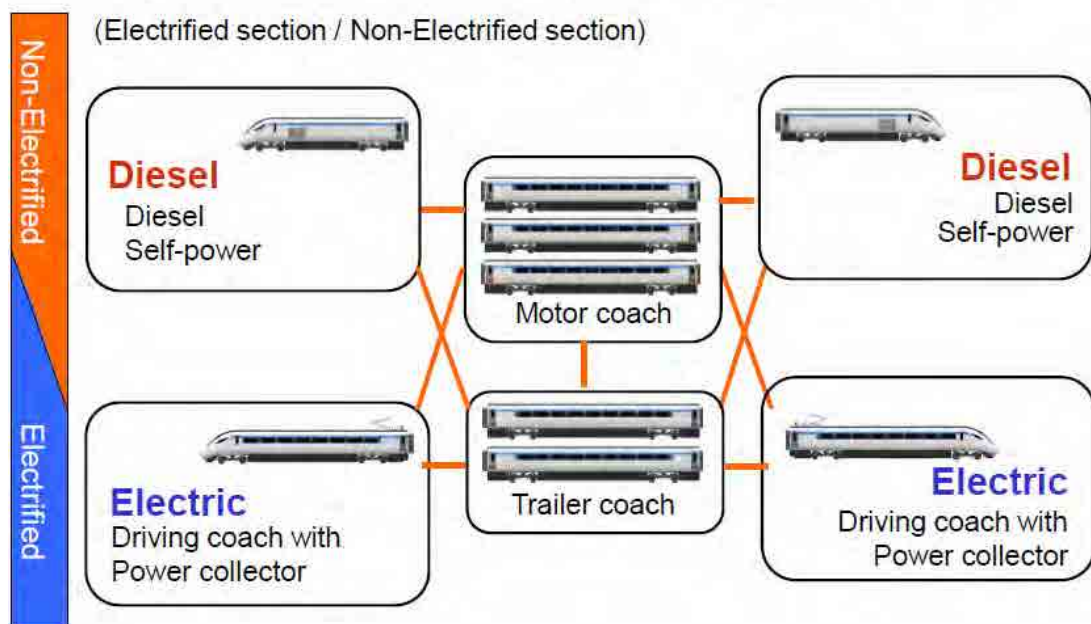 (Electrified section / Non-Electrified section)
Non-Electrified
Electrified
Diesel
Diesel
Self-power
Motor coach
Diesel
Diesel
Self-power
Electric
Driving coach with
Power collector
Trailer coach
Electric
Driving coach with
Power collector